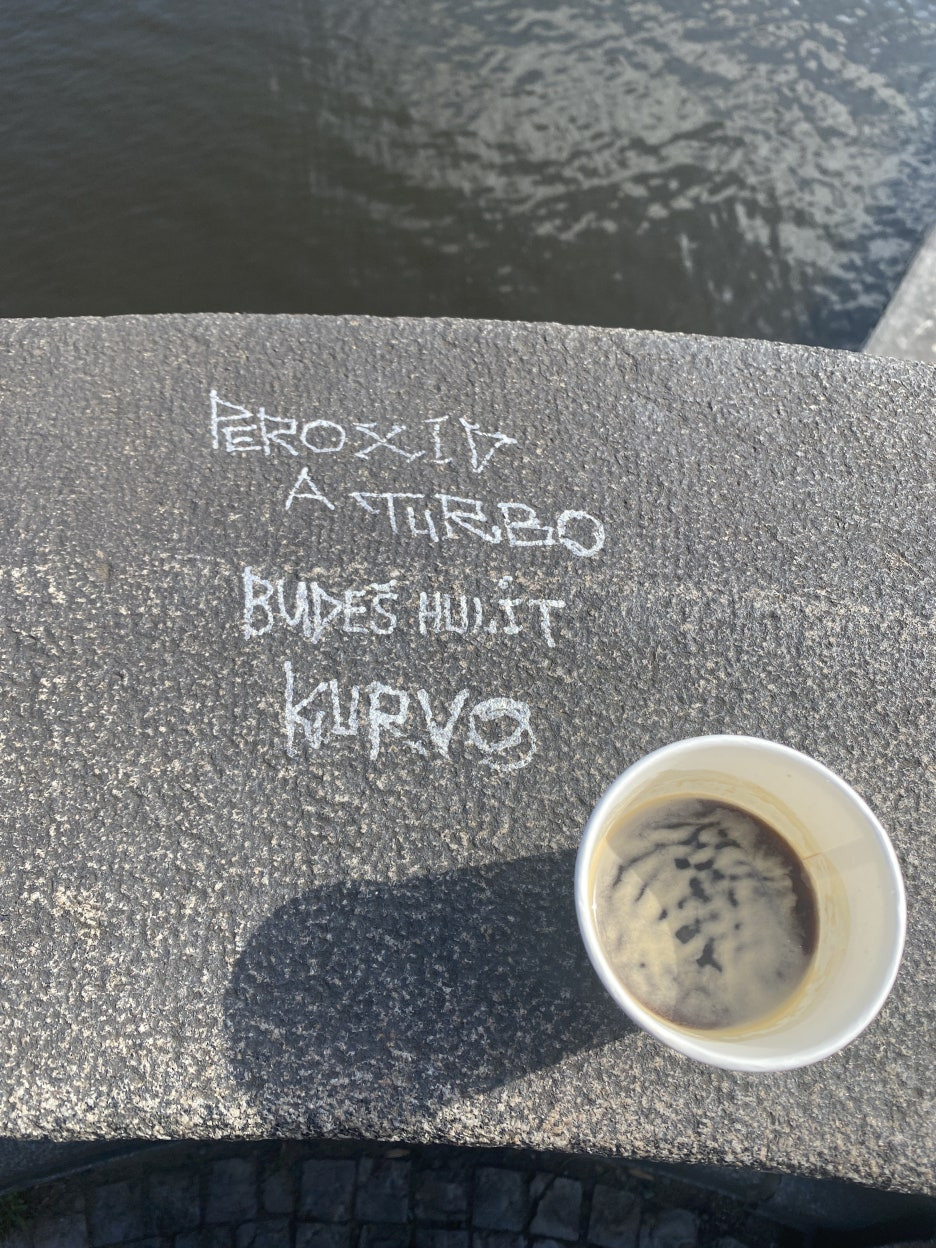 PEROXID
A TURBO
BUDEŠ HULIT
KURVO